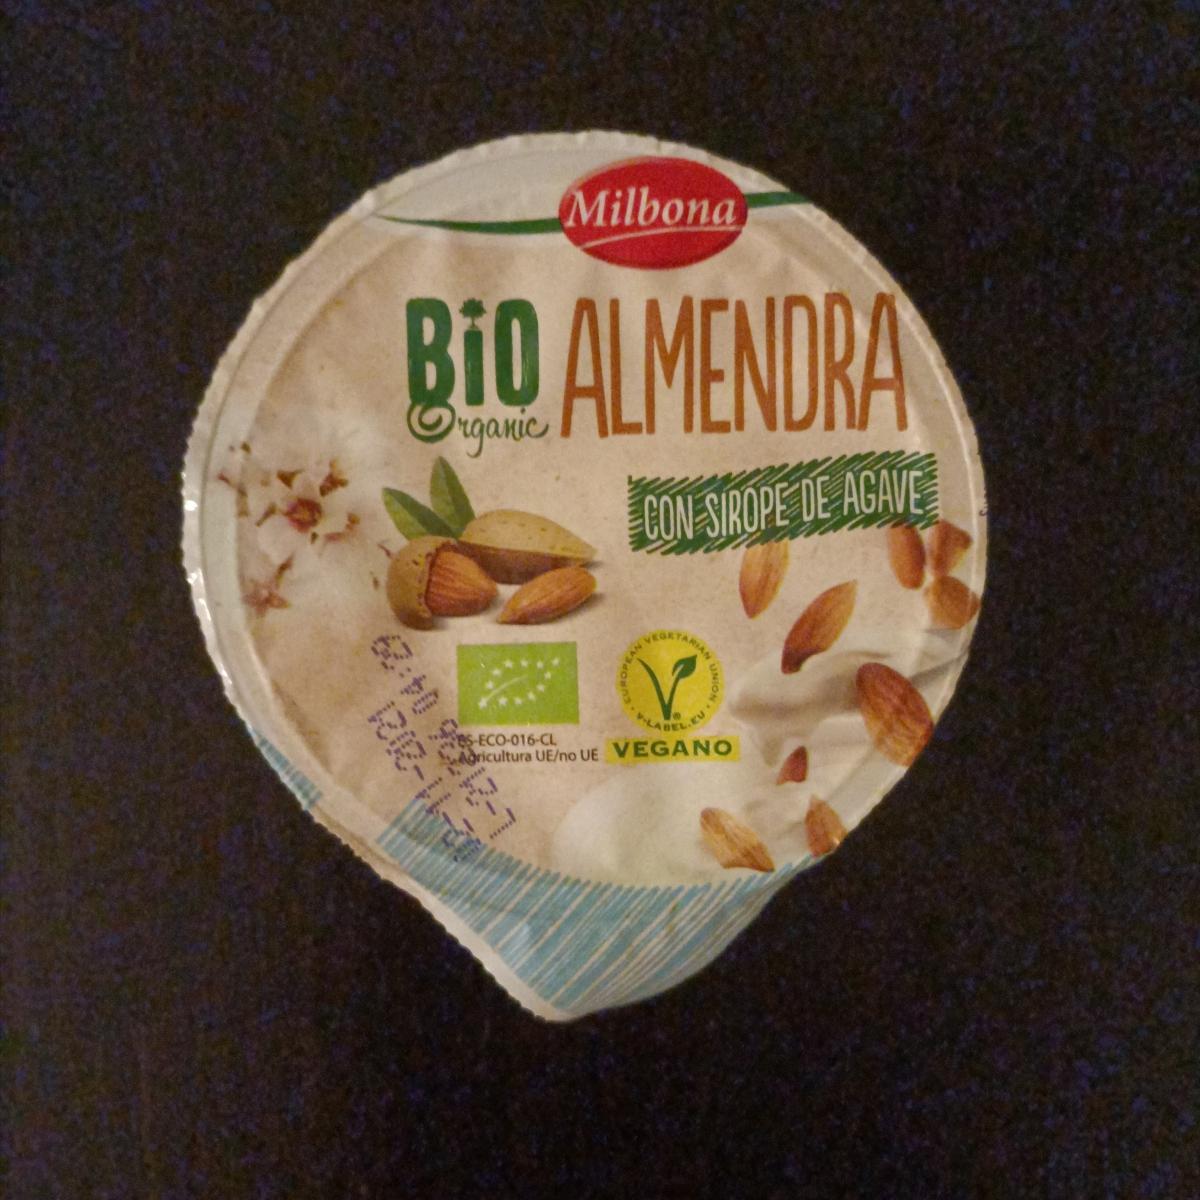 Milbona
BiO
Organic
ALMENDRA
CON SIROPE DE AGAVE
EUROPEAN VEGETARIAN UNION
V-LABEL.EU
VEGANO
ES-ECO-016-CL
Agricultura UE/no UE